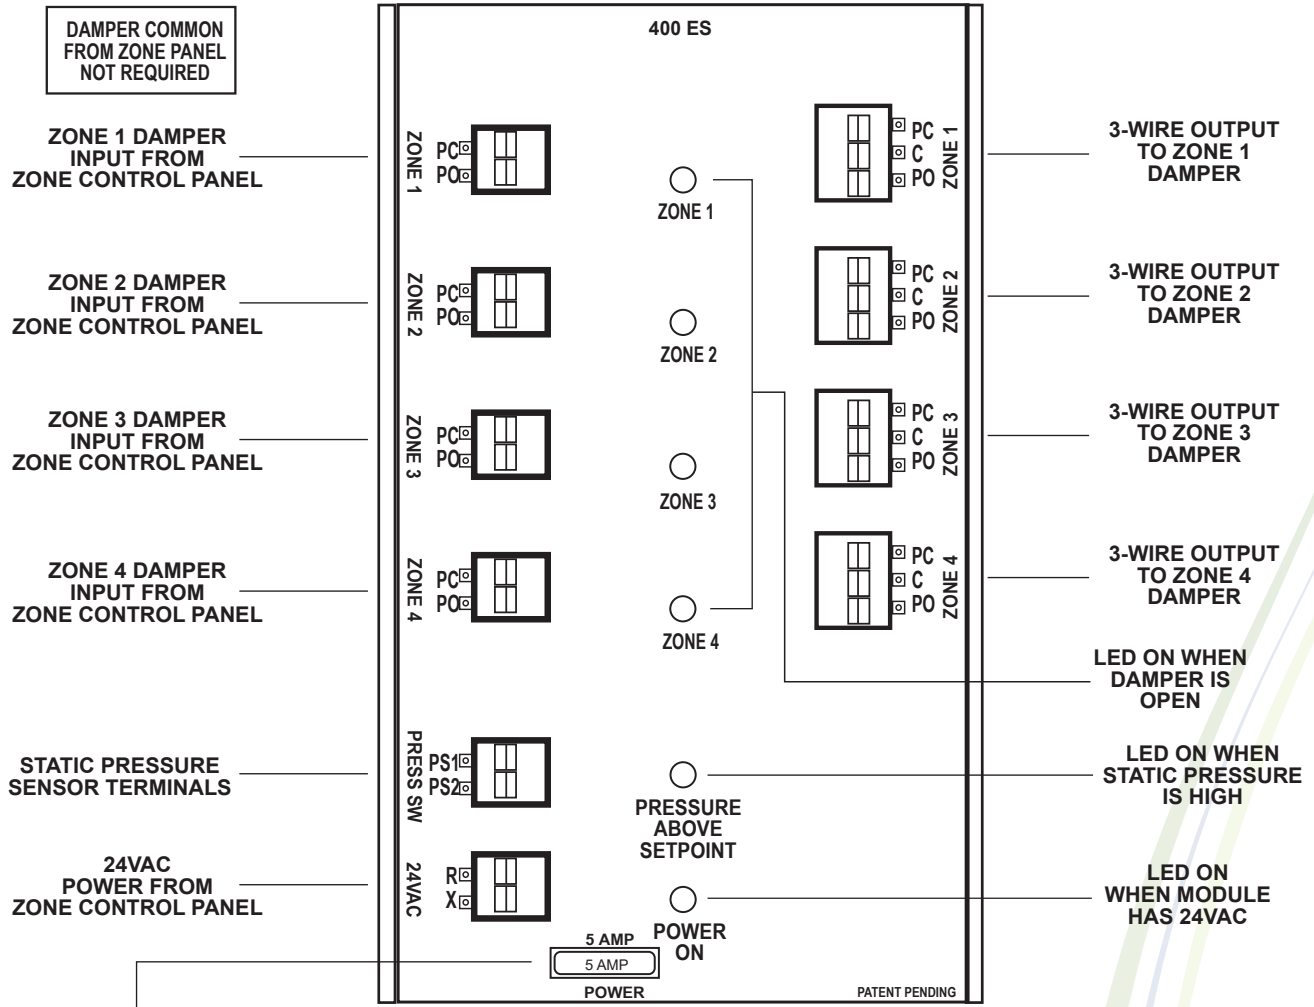 DAMPER COMMON
FROM ZONE PANEL
NOT REQUIRED
400 ES
ZONE 1 DAMPER
INPUT FROM
ZONE CONTROL PANEL
ZONE 1
PC
PO
ZONE 1
PC
C
PO
ZONE 1
3-WIRE OUTPUT
TO ZONE 1
DAMPER
ZONE 2 DAMPER
INPUT FROM
ZONE CONTROL PANEL
ZONE 2
PC
PO
ZONE 2
PC
C
PO
ZONE 2
3-WIRE OUTPUT
TO ZONE 2
DAMPER
ZONE 3 DAMPER
INPUT FROM
ZONE CONTROL PANEL
ZONE 3
PC
PO
ZONE 3
PC
C
PO
ZONE 3
3-WIRE OUTPUT
TO ZONE 3
DAMPER
ZONE 4 DAMPER
INPUT FROM
ZONE CONTROL PANEL
ZONE 4
PC
PO
ZONE 4
PC
C
PO
ZONE 4
3-WIRE OUTPUT
TO ZONE 4
DAMPER
LED ON WHEN
DAMPER IS
OPEN
STATIC PRESSURE
SENSOR TERMINALS
PRESS SW
PS1
PS2
PRESSURE
ABOVE
SETPOINT
LED ON WHEN
STATIC PRESSURE
IS HIGH
24VAC
POWER FROM
ZONE CONTROL PANEL
24VAC
R
X
POWER
ON
LED ON
WHEN MODULE
HAS 24VAC
5 AMP
5 AMP
POWER
PATENT PENDING